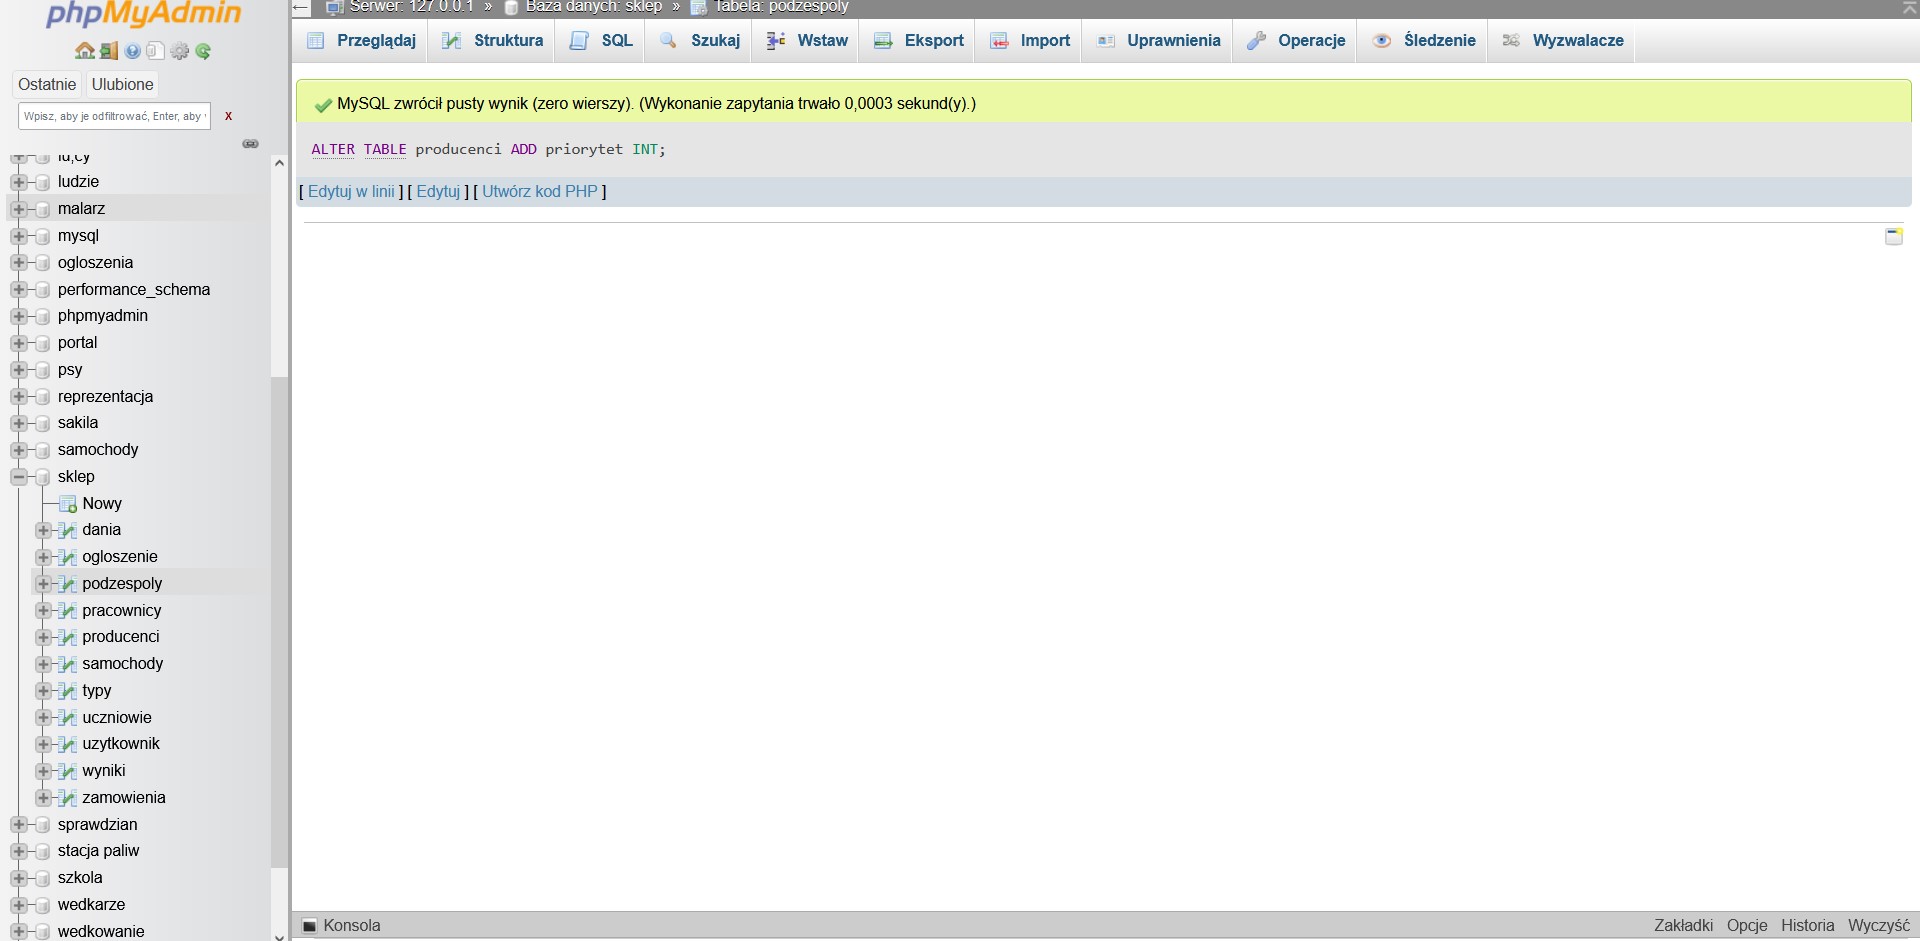 phpMyAdmin
Ostatnie Ulubione
Wpisz, aby je odfiltrować, Enter, aby
X
ludzie
malarz
mysql
ogloszenia
performance_schema
phpmyadmin
portal
psy
reprezentacja
sakila
samochody
sklep
Nowy
dania
ogloszenie
podzespoly
pracownicy
producenci
samochody
typy
uczniowie
uzytkownik
wyniki
zamowienia
sprawdzian
stacja paliw
szkola
wedkarze
wedkowanie
Serwer: 127.0.0.1 » Baza danych: sklep » Tabela: podzespoly
Przeglądaj Struktura SQL Szukaj Wstaw Eksport Import Uprawnienia Operacje Śledzenie Wyzwalacze
MySQL zwrócił pusty wynik (zero wierszy). (Wykonanie zapytania trwało 0,0003 sekund(y).)
ALTER TABLE producenci ADD priorytet INT;
[ Edytuj w linii ] [ Edytuj ] [ Utwórz kod PHP ]
Konsola
Zakładki Opcje Historia Wyczyść